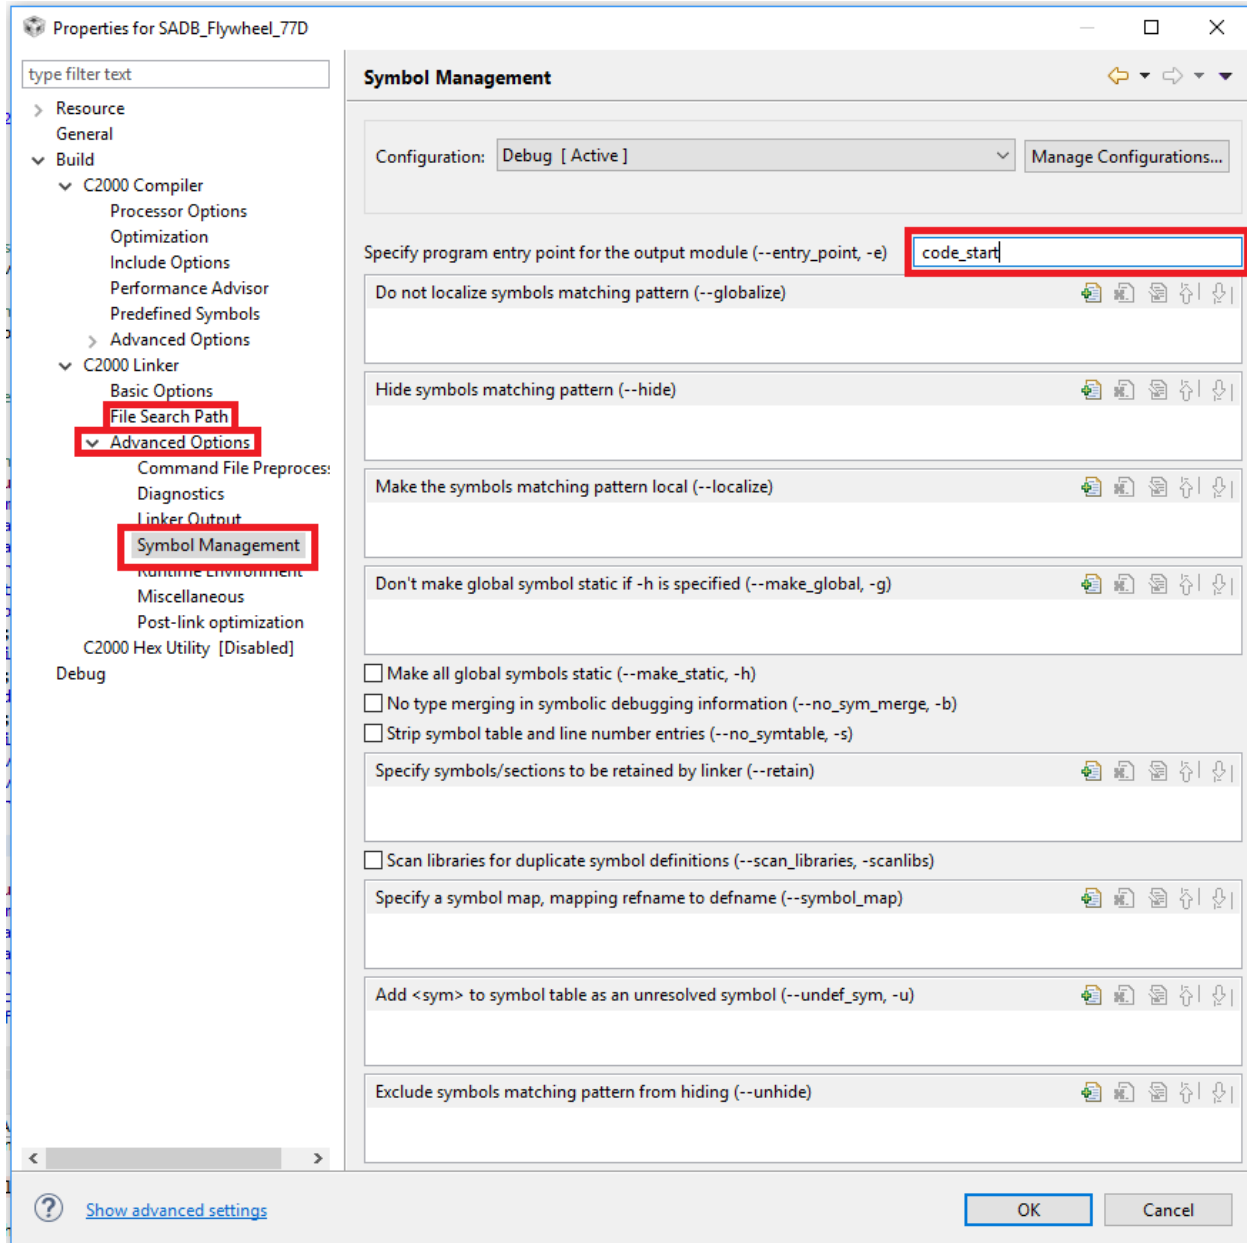 Properties for SADB_Flywheel_77D
type filter text
Resource
General
Build
C2000 Compiler
Processor Options
Optimization
Include Options
Performance Advisor
Predefined Symbols
Advanced Options
C2000 Linker
Basic Options
File Search Path
Advanced Options
Command File Preproces
Diagnostics
Linker Output
Symbol Management
Runtime Environment
Miscellaneous
Post-link optimization
C2000 Hex Utility [Disabled]
Debug
Symbol Management
Configuration: Debug [ Active ] Manage Configurations...
Specify program entry point for the output module (--entry_point, -e) code_start
Do not localize symbols matching pattern (--globalize)
Hide symbols matching pattern (--hide)
Make the symbols matching pattern local (--localize)
Don't make global symbol static if -h is specified (--make_global, -g)
Make all global symbols static (--make_static, -h)
No type merging in symbolic debugging information (--no_sym_merge, -b)
Strip symbol table and line number entries (--no_symtable, -s)
Specify symbols/sections to be retained by linker (--retain)
Scan libraries for duplicate symbol definitions (--scan_libraries, -scanlibs)
Specify a symbol map, mapping refname to defname (--symbol_map)
Add <sym> to symbol table as an unresolved symbol (--undef_sym, -u)
Exclude symbols matching pattern from hiding (--unhide)
Show advanced settings
OK Cancel